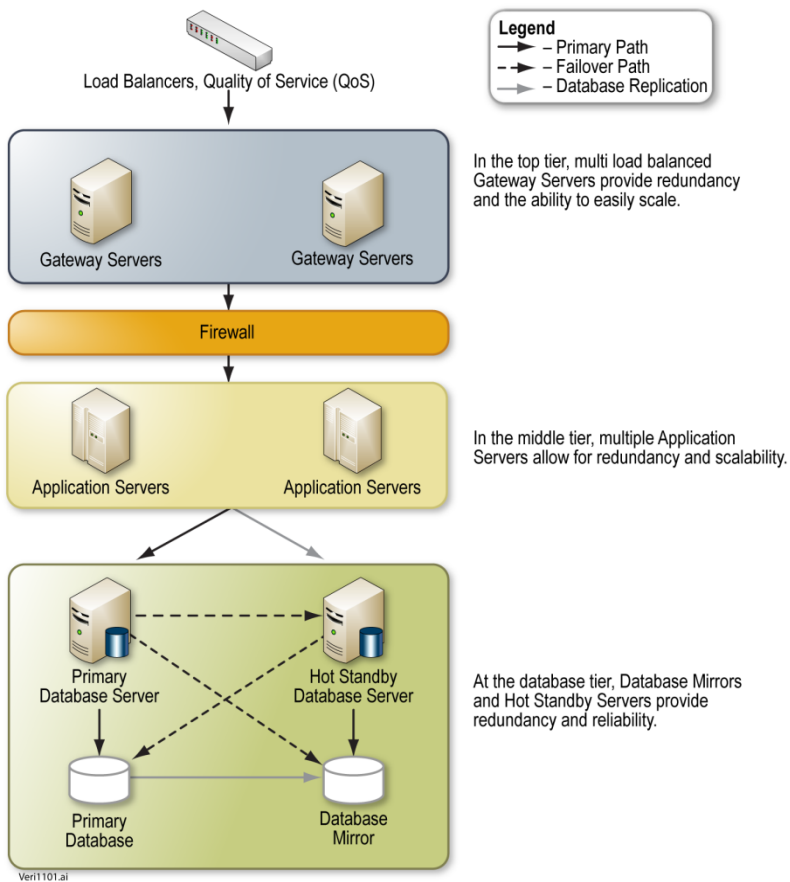 Legend
– Primary Path
– Failover Path
– Database Replication
Load Balancers, Quality of Service (QoS)
In the top tier, multi load balanced
Gateway Servers provide redundancy
and the ability to easily scale.
Gateway Servers
Gateway Servers
Firewall
In the middle tier, multiple Application
Servers allow for redundancy and scalability.
Application Servers
Application Servers
Primary
Database Server
Hot Standby
Database Server
At the database tier, Database Mirrors
and Hot Standby Servers provide
redundancy and reliability.
Primary
Database
Database
Mirror
Veri1101.ai